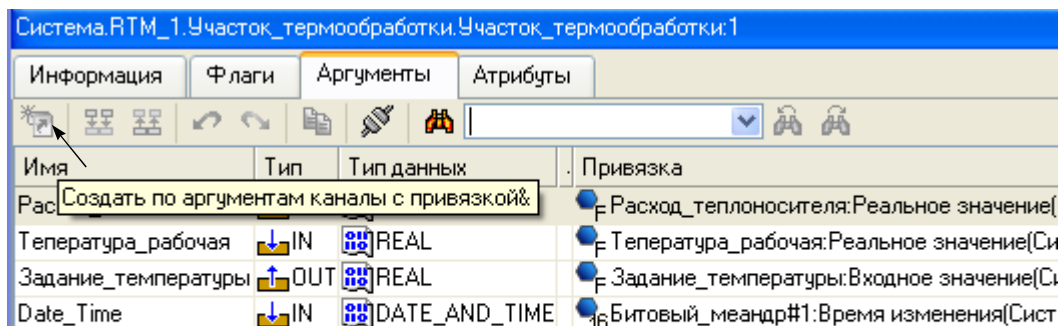 Система.RTM_1.Участок_термообработки.Участок_термообработки:1
Информация Флаги Аргументы Атрибуты
Имя Тип Тип данных . Привязка
Создать по аргументам каналы с привязкой&
Рас F Расход_теплоносителя:Реальное значение(
Тепература_рабочая IN REAL F Тепература_рабочая:Реальное значение(Си
Задание_температуры OUT REAL F Задание_температуры:Входное значение(Си
Date_Time IN DATE_AND_TIME 16 Битовый_меандр#1:Время изменения(Сист